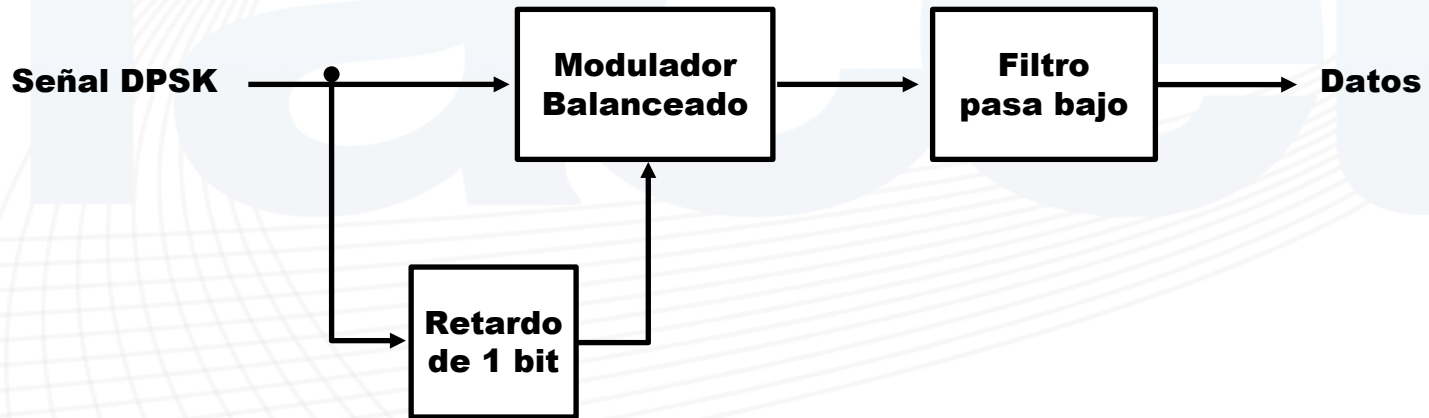 Señal DPSK
Modulador
Balanceado
Filtro
pasa bajo
Datos
Retardo
de 1 bit